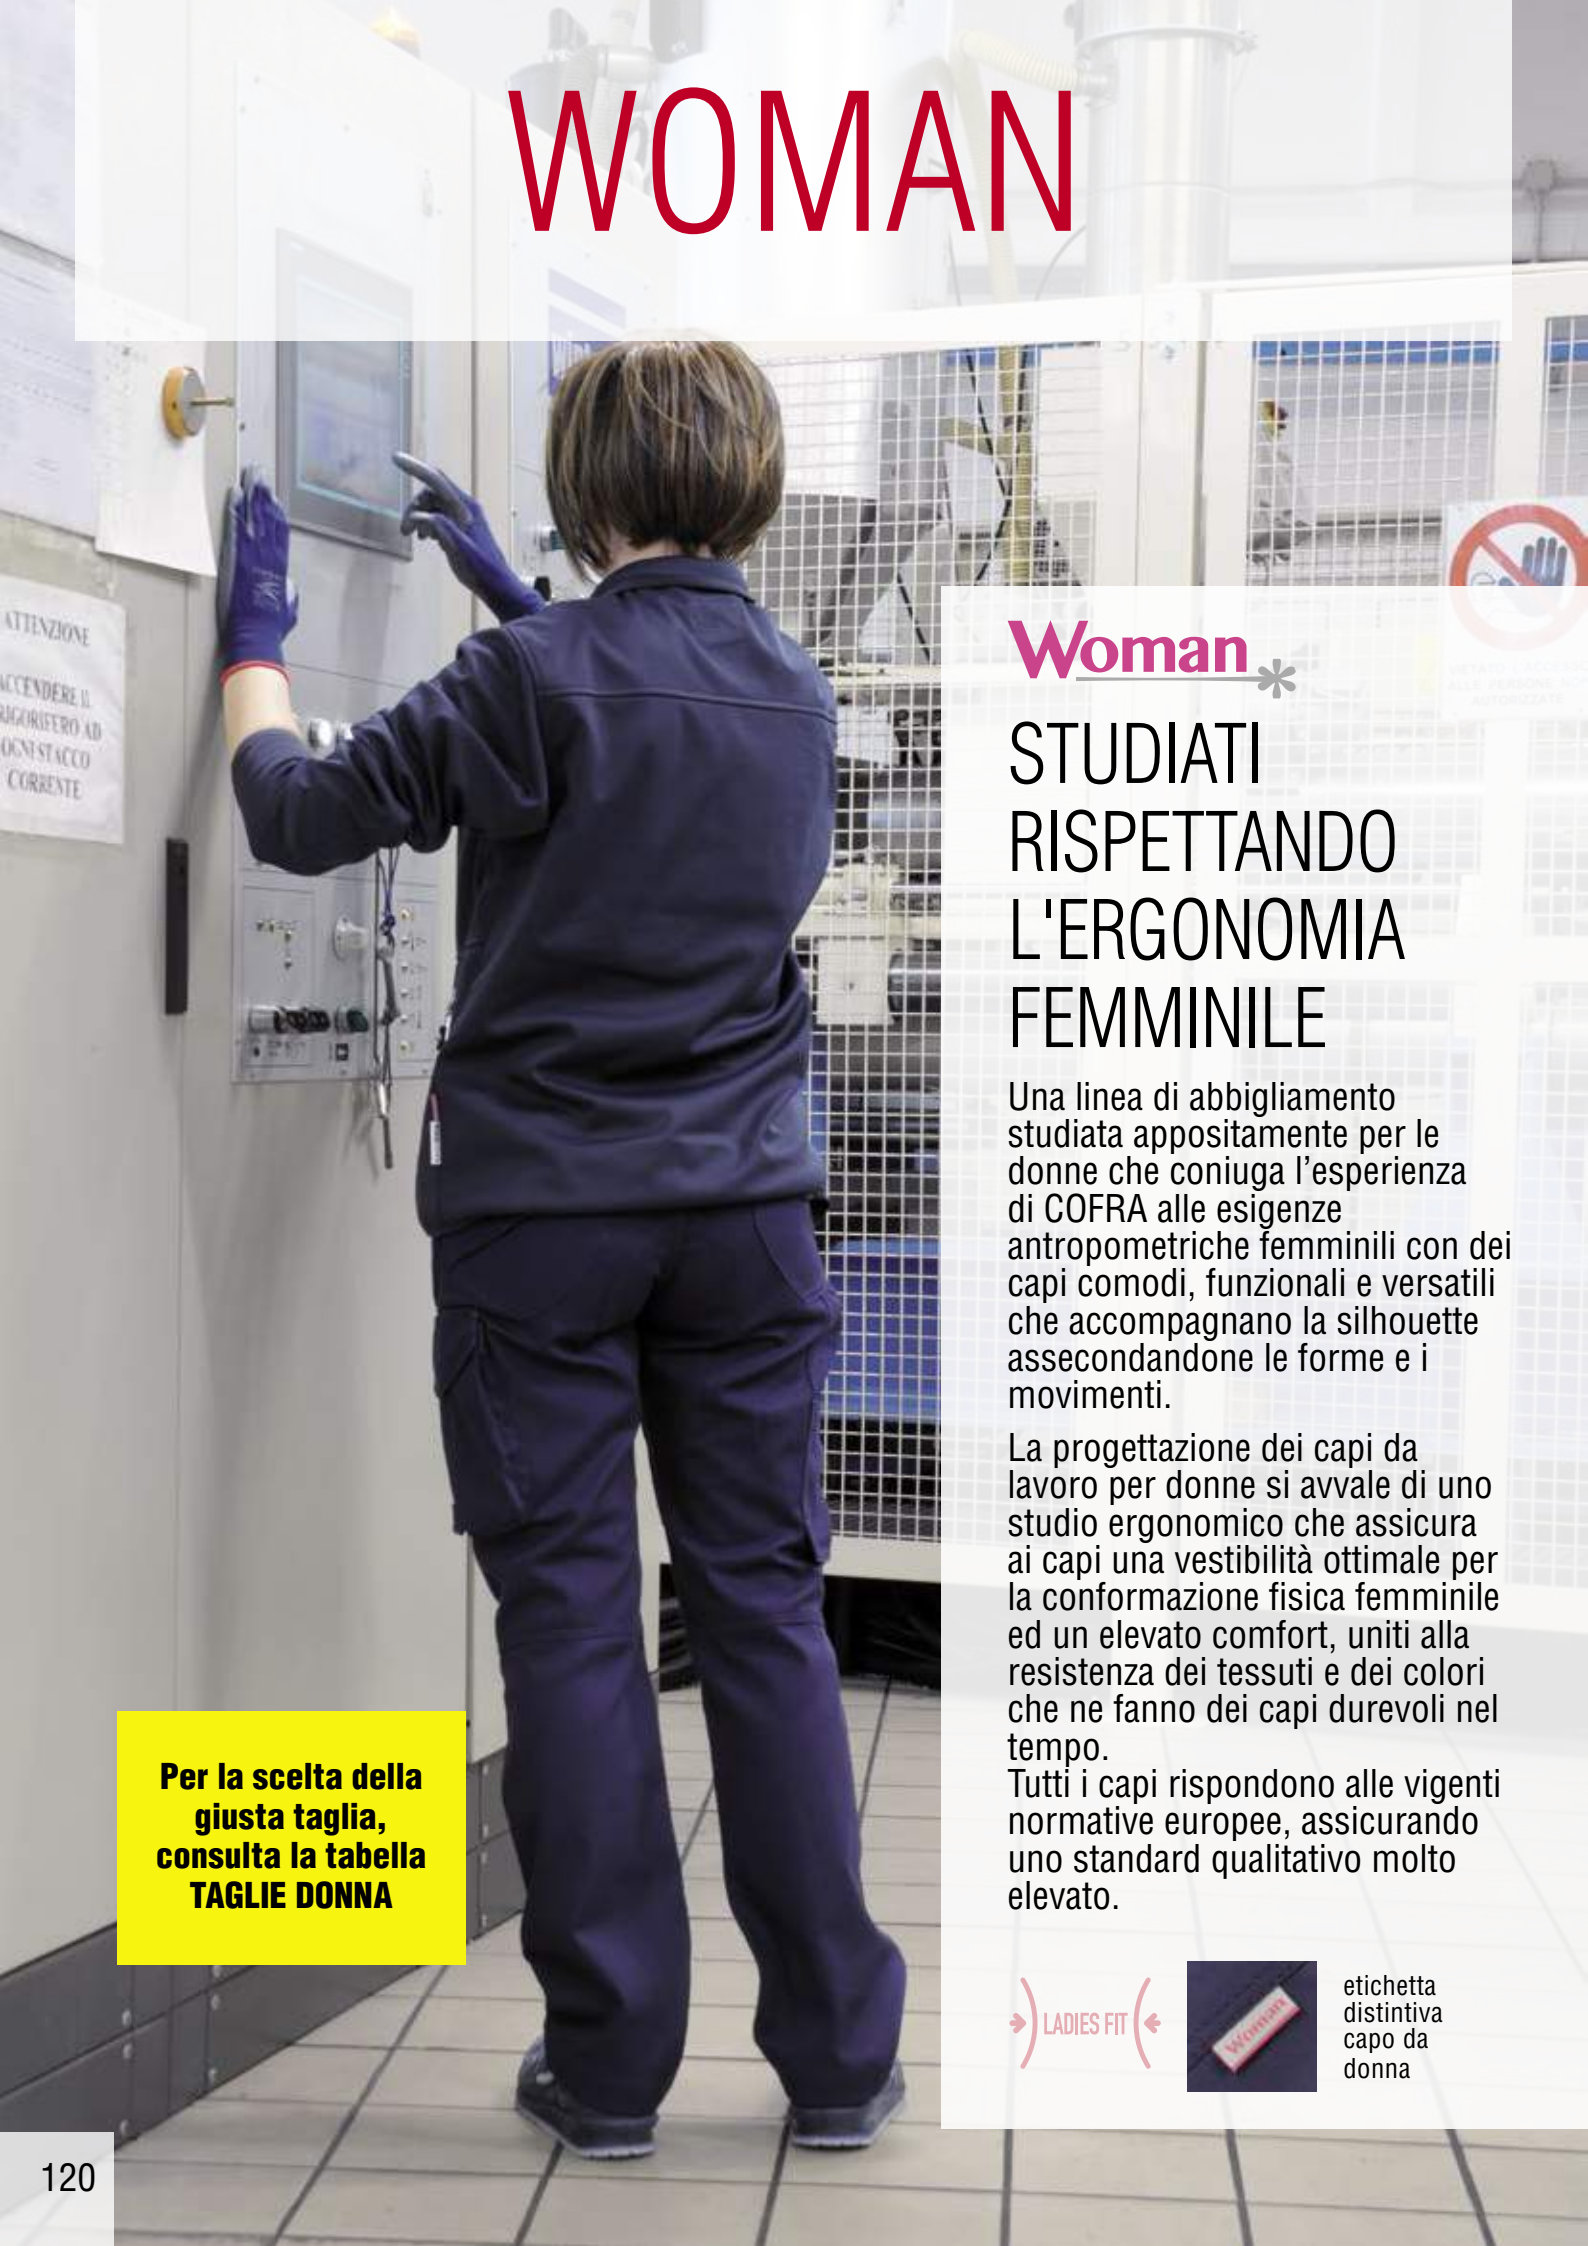 WOMAN
ATTENZIONE
ACCENDERE IL
FRIGORIFERO AD
OGNI STACCO
CORRENTE
Woman
STUDIATI
RISPETTANDO
L'ERGONOMIA
FEMMINILE
Una linea di abbigliamento
studiata appositamente per le
donne che coniuga l’esperienza
di COFRA alle esigenze
antropometriche femminili con dei
capi comodi, funzionali e versatili
che accompagnano la silhouette
assecondandone le forme e i
movimenti.
La progettazione dei capi da
lavoro per donne si avvale di uno
studio ergonomico che assicura
ai capi una vestibilità ottimale per
la conformazione fisica femminile
ed un elevato comfort, uniti alla
resistenza dei tessuti e dei colori
che ne fanno dei capi durevoli nel
tempo.
Tutti i capi rispondono alle vigenti
normative europee, assicurando
uno standard qualitativo molto
elevato.
Per la scelta della
giusta taglia,
consulta la tabella
TAGLIE DONNA
LADIES FIT
Woman
etichetta
distintiva
capo da
donna
120